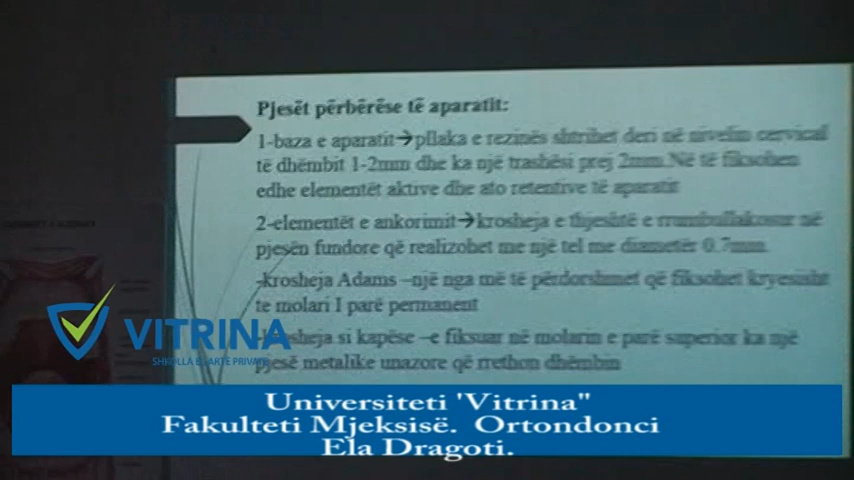 Pjesët përbërëse të aparatit:
1-baza e aparatit→pllaka e rezinës shtrihet deri në nivelin cervical
të dhëmbit 1-2mm dhe ka një trashësi prej 2mm.Në të fiksohen
edhe elementët aktive dhe ato retentive të aparatit
2-elementët e ankorimit→krosheja e thjeshtë e rrumbullakosur në
pjesën fundore që realizohet me një tel me diametër 0.7mm.
-krosheja Adams –një nga më të përdorshmet që fiksohet kryesisht
te molari I parë permanent
si kapëse –e fiksuar në molarin e parë superior ka një
pjesë metalike unazore që rrethon dhëmbin
VITRINA
SHKOLLA E LARTË PRIVATE
Universiteti 'Vitrina"
Fakulteti Mjeksisë. Ortondonci
Ela Dragoti.